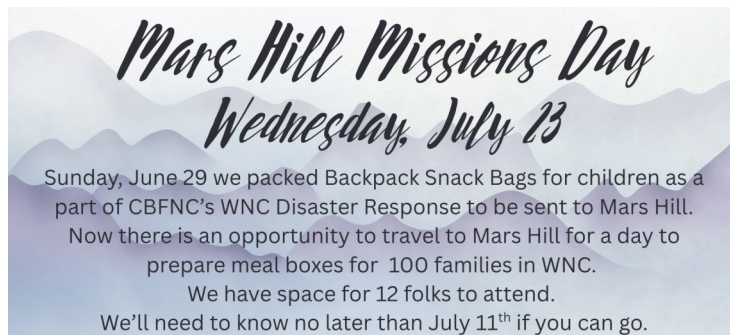 Mars Hill Missions Day
Wednesday, July 23
Sunday, June 29 we packed Backpack Snack Bags for children as a
part of CBFNC’s WNC Disaster Response to be sent to Mars Hill.
Now there is an opportunity to travel to Mars Hill for a day to
prepare meal boxes for 100 families in WNC.
We have space for 12 folks to attend.
We’ll need to know no later than July 11th if you can go.